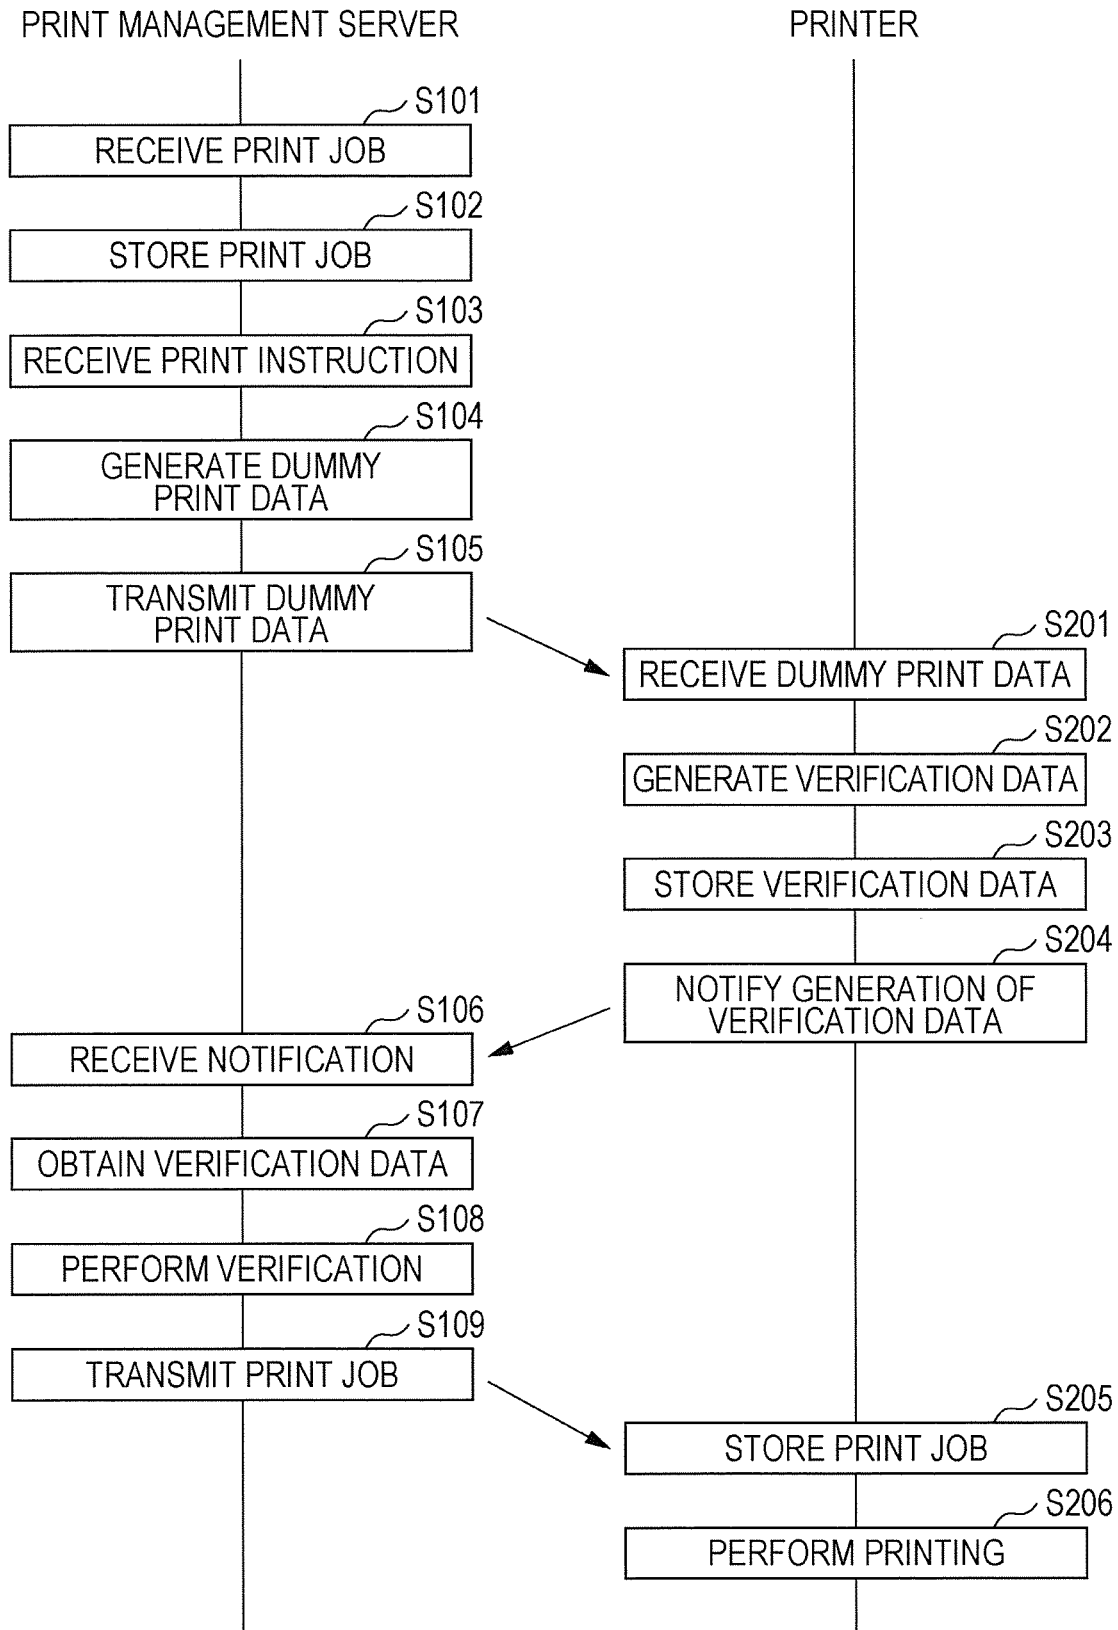 PRINT MANAGEMENT SERVER
PRINTER
S101
RECEIVE PRINT JOB
S102
STORE PRINT JOB
S103
RECEIVE PRINT INSTRUCTION
S104
GENERATE DUMMY
PRINT DATA
S105
TRANSMIT DUMMY
PRINT DATA
S201
RECEIVE DUMMY PRINT DATA
S202
GENERATE VERIFICATION DATA
S203
STORE VERIFICATION DATA
S204
NOTIFY GENERATION OF
VERIFICATION DATA
S106
RECEIVE NOTIFICATION
S107
OBTAIN VERIFICATION DATA
S108
PERFORM VERIFICATION
S109
TRANSMIT PRINT JOB
S205
STORE PRINT JOB
S206
PERFORM PRINTING